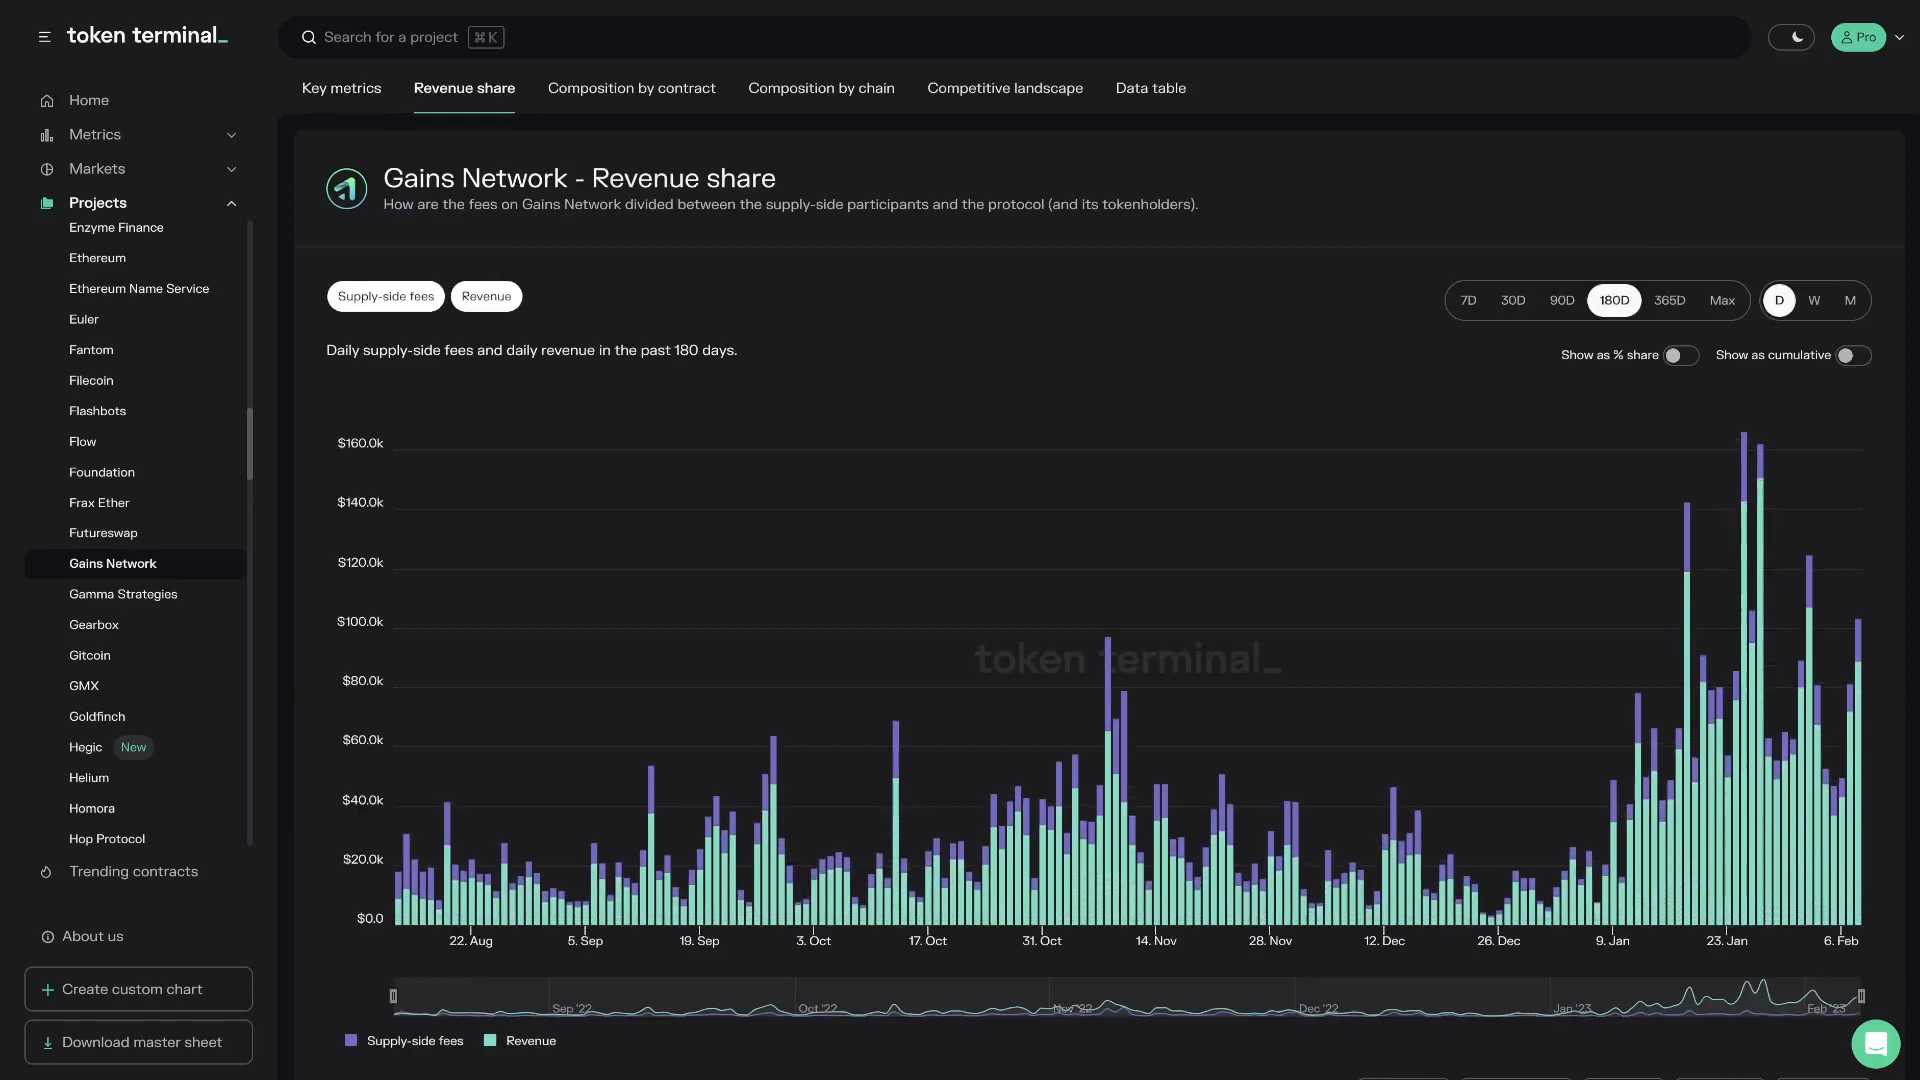 token terminal_
Search for a project ⌘K
Pro
Home
Metrics
Markets
Projects
Enzyme Finance
Ethereum
Ethereum Name Service
Euler
Fantom
Filecoin
Flashbots
Flow
Foundation
Frax Ether
Futureswap
Gains Network
Gamma Strategies
Gearbox
Gitcoin
GMX
Goldfinch
Hegic New
Helium
Homora
Hop Protocol
Trending contracts
About us
Create custom chart
Download master sheet
Key metrics Revenue share Composition by contract Composition by chain Competitive landscape Data table
Gains Network - Revenue share
How are the fees on Gains Network divided between the supply-side participants and the protocol (and its tokenholders).
Supply-side fees Revenue
7D 30D 90D 180D 365D Max D W M
Daily supply-side fees and daily revenue in the past 180 days.
Show as % share Show as cumulative
$160.0k
$140.0k
$120.0k
$100.0k
token terminal_
$80.0k
$60.0k
$40.0k
$20.0k
$0.0
22. Aug 5. Sep 19. Sep 3. Oct 17. Oct 31. Oct 14. Nov 28. Nov 12. Dec 26. Dec 9. Jan 23. Jan 6. Feb
Sep '22 Oct '22 Nov '22 Dec '22 Jan '23 Feb '23
Supply-side fees Revenue